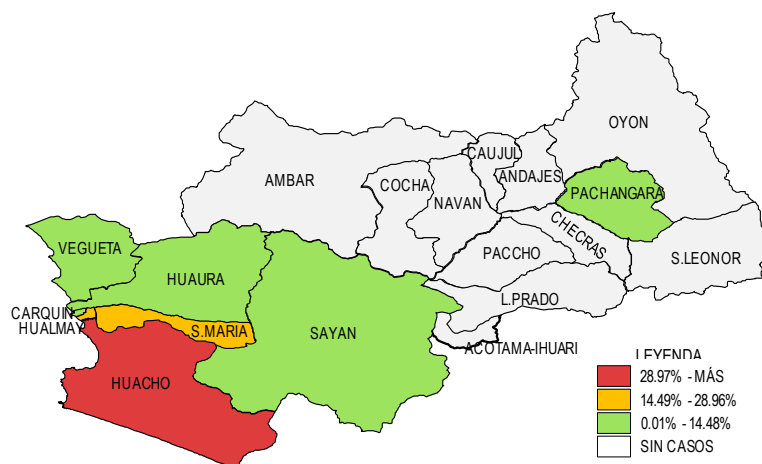 OYON
CAUJUL
ANDAJES
AMBAR
COCHA
NAVAN
PACHANGARA
CHECRAS
VEGUETA
PACCHO
S.LEONOR
HUAURA
L.PRADO
CARQUIN
HUALMAY
S.MARIA
SAYAN
ACOTAMA-IHUARI
HUACHO
LEYENDA
28.97% - MÁS
14.49% - 28.96%
0.01% - 14.48%
SIN CASOS